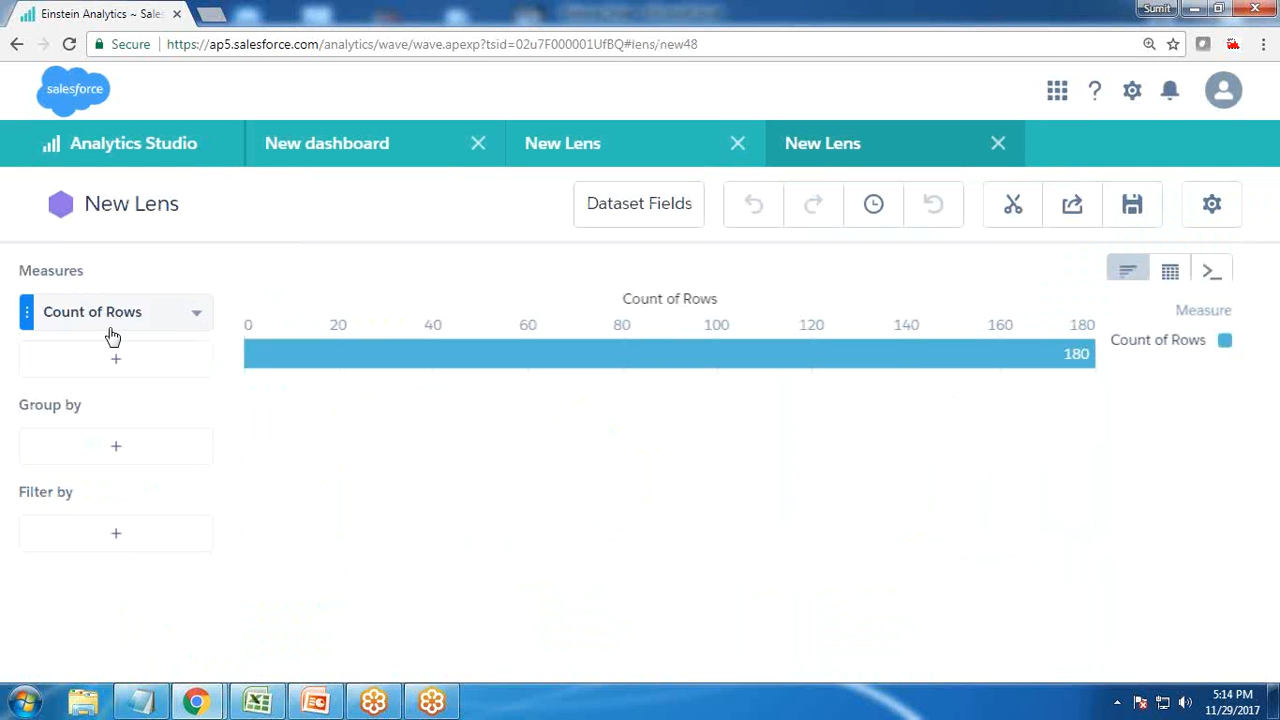 Einstein Analytics ~ Sales
Sumit
Secure https://ap5.salesforce.com/analytics/wave/wave.apexp?tsid=02u7F000001UfBQ#lens/new48
salesforce
Analytics Studio New dashboard New Lens New Lens
New Lens Dataset Fields
Measures
Count of Rows
Group by
Filter by
Count of Rows
0 20 40 60 80 100 120 140 160 180
180
Measure
Count of Rows
5:14 PM
11/29/2017